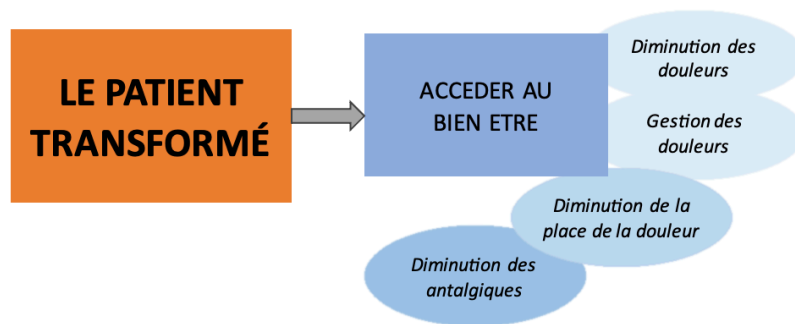 LE PATIENT
TRANSFORMÉ
ACCEDER AU
BIEN ETRE
Diminution des
douleurs
Gestion des
douleurs
Diminution de la
place de la douleur
Diminution des
antalgiques